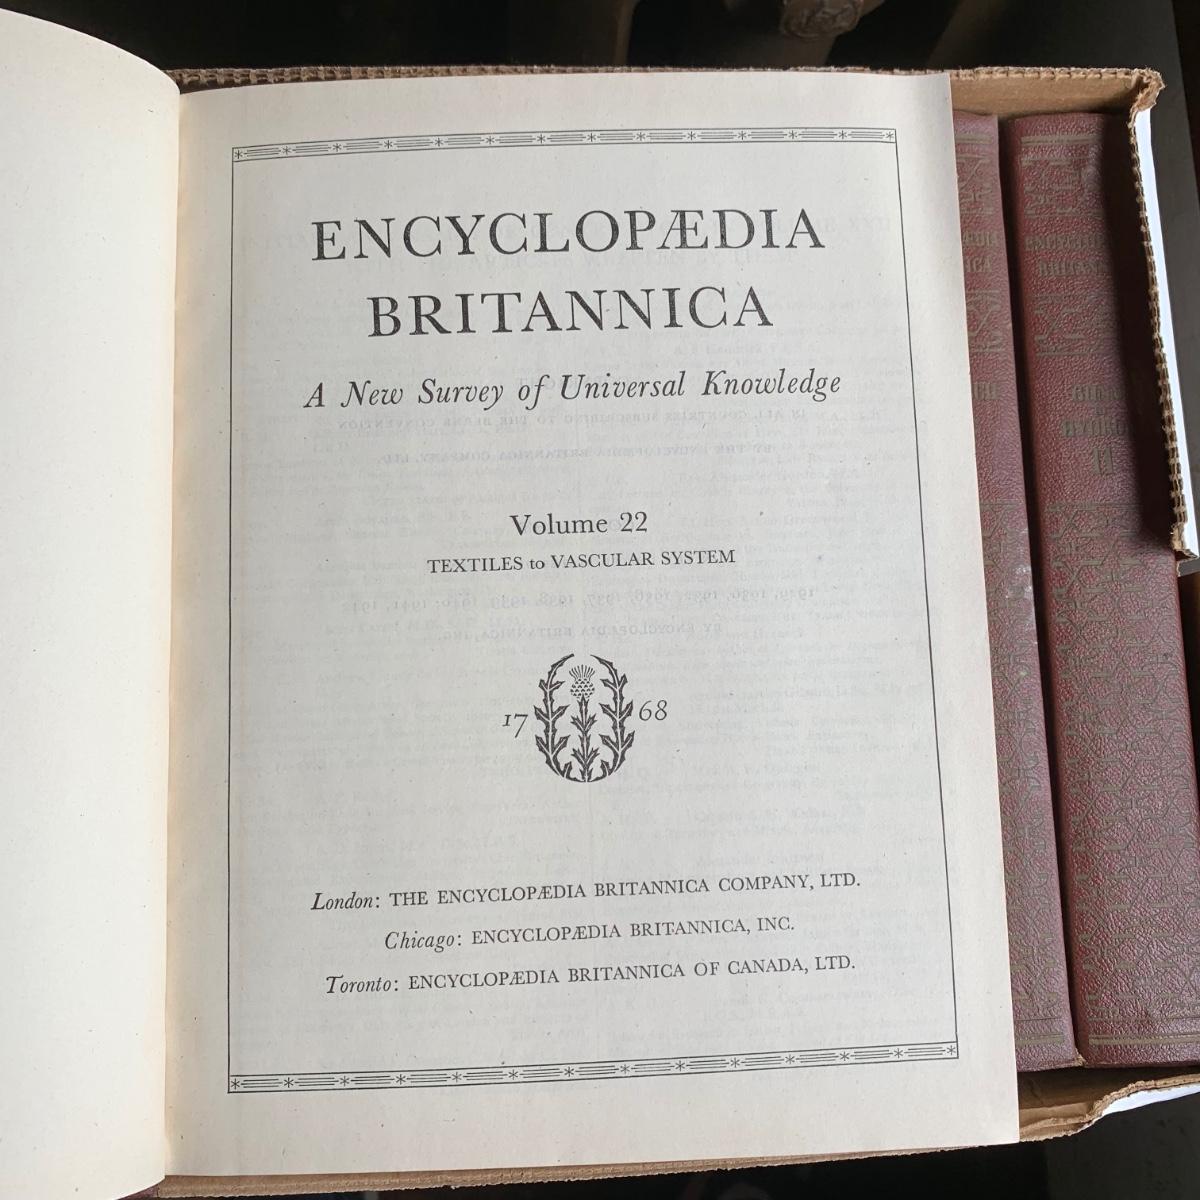 ENCYCLOPÆDIA
BRITANNICA
A New Survey of Universal Knowledge
Volume 22
TEXTILES to VASCULAR SYSTEM
17 68
London: THE ENCYCLOPÆDIA BRITANNICA COMPANY, LTD.
Chicago: ENCYCLOPÆDIA BRITANNICA, INC.
Toronto: ENCYCLOPÆDIA BRITANNICA OF CANADA, LTD.
11